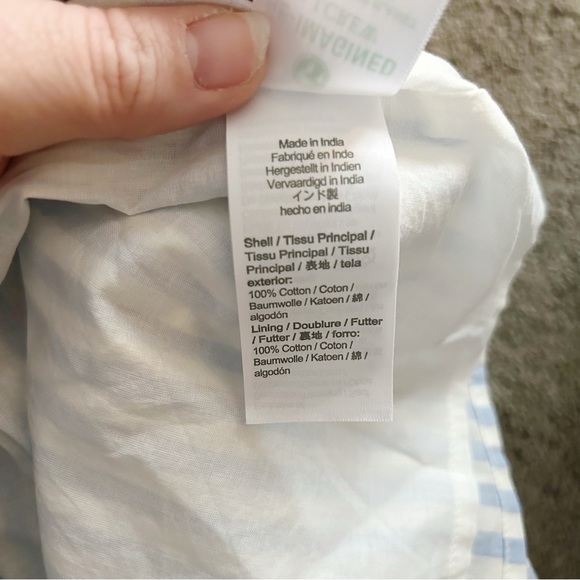 J.CREW
IMAGINED
Made in India
Fabriqué en Inde
Hergestellt in Indien
Vervaardigd in India
インド製
hecho en india
Shell / Tissu Principal /
Tissu Principal / Tissu
Principal / 表地 / tela
exterior:
100% Cotton / Coton /
Baumwolle / Katoen / 綿 /
algodón
Lining / Doublure / Futter
/ Futter / 裏地 / forro:
100% Cotton / Coton /
Baumwolle / Katoen / 綿 /
algodón